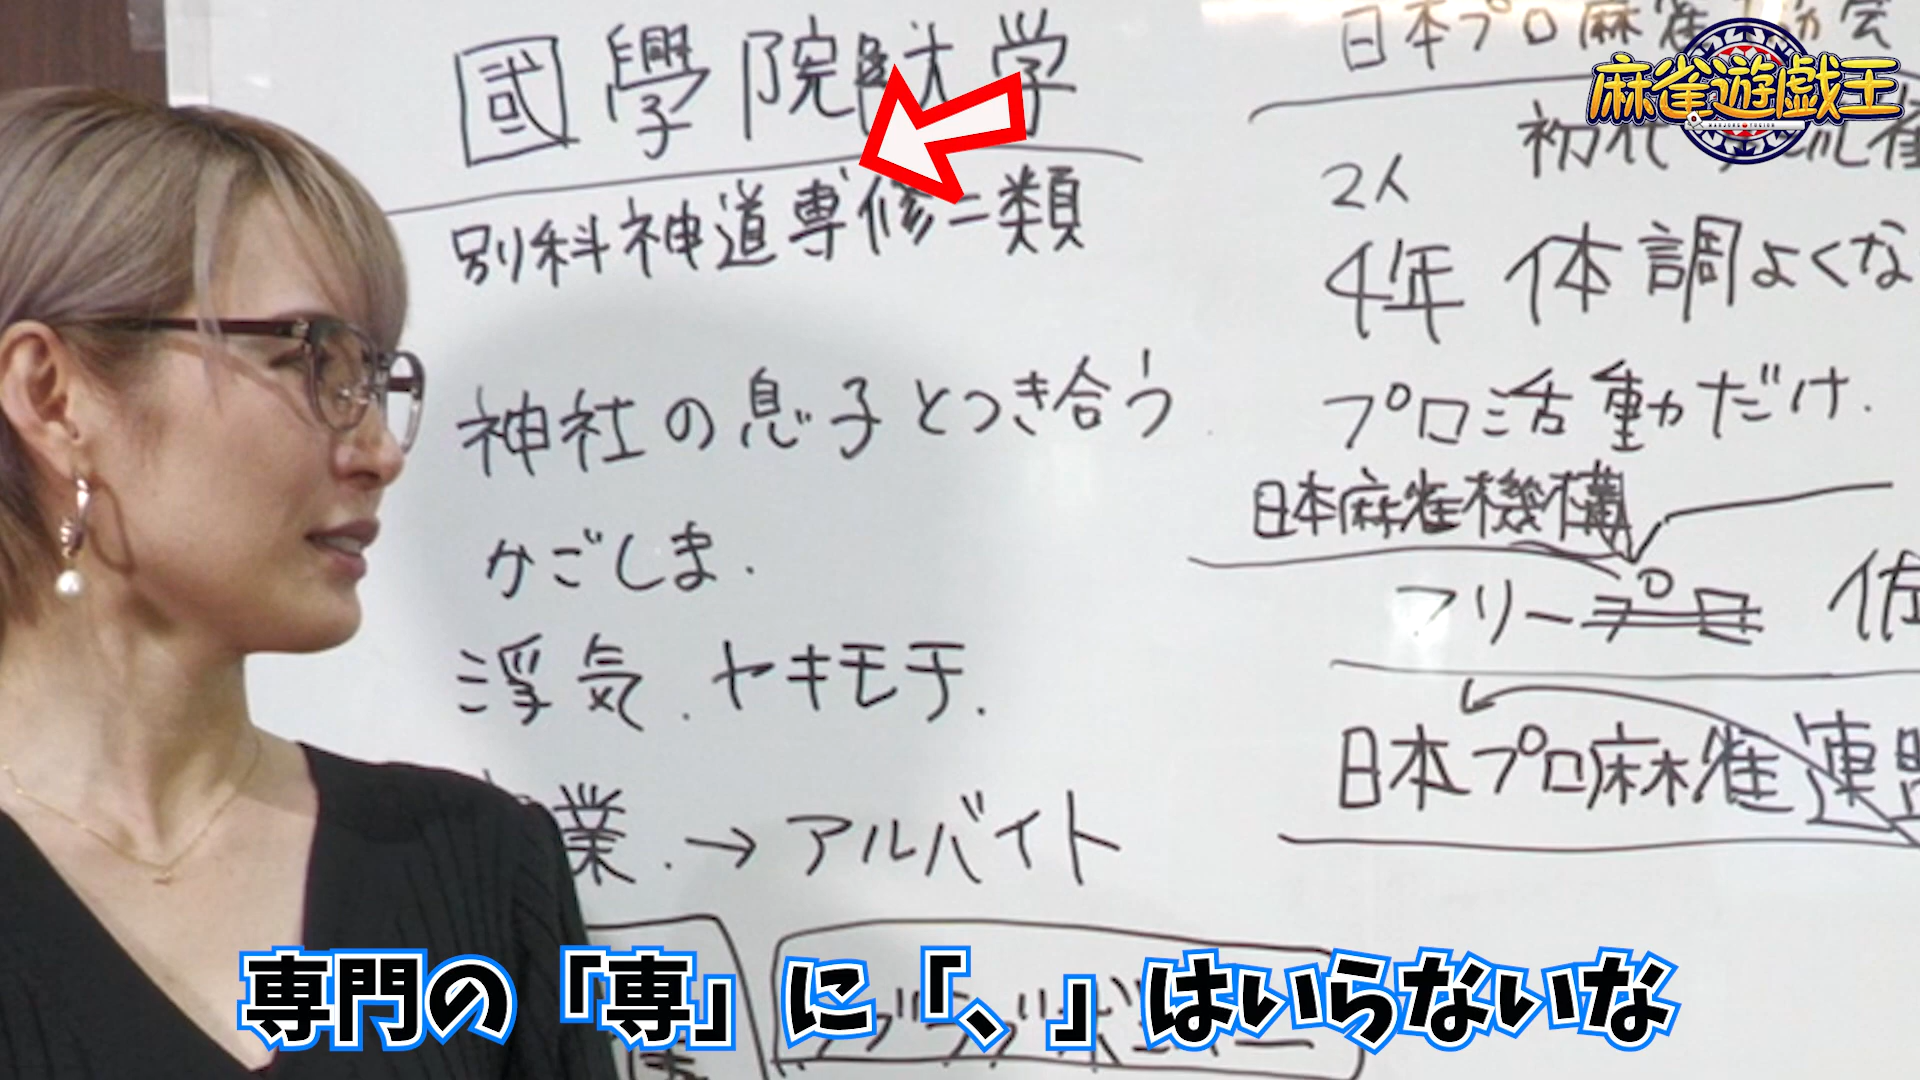 國學院大学
別科神道専修二類
神社の息子とつき合う
かごしま.
浮気.ヤキモチ.
業.→アルバイト
日本プロ麻雀協会
麻雀遊戯王
初代
2人
4年 体調よくな
プロ活動だけ.
日本麻雀機構
フリープロ
佐
日本プロ麻雀連盟
専門の「専」に「、」はいらないな